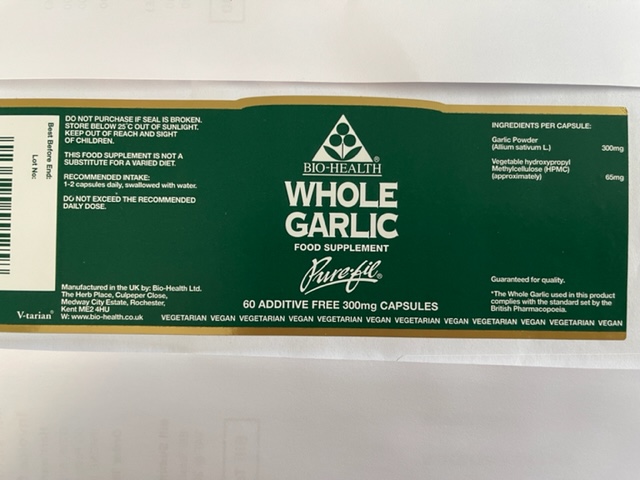 Best Before End:
Lot No:
V-tarian®
DO NOT PURCHASE IF SEAL IS BROKEN.
STORE BELOW 25°C OUT OF SUNLIGHT.
KEEP OUT OF REACH AND SIGHT
OF CHILDREN.
THIS FOOD SUPPLEMENT IS NOT A
SUBSTITUTE FOR A VARIED DIET.
RECOMMENDED INTAKE:
1-2 capsules daily, swallowed with water.
DO NOT EXCEED THE RECOMMENDED
DAILY DOSE.
Manufactured in the UK by: Bio-Health Ltd.
The Herb Place, Culpeper Close,
Medway City Estate, Rochester,
Kent ME2 4HU
W: www.bio-health.co.uk
BIO-HEALTH®
WHOLE
GARLIC
FOOD SUPPLEMENT
Pure-fil®
60 ADDITIVE FREE 300mg CAPSULES
INGREDIENTS PER CAPSULE:
Garlic Powder
(Allium sativum L.) 300mg
Vegetable hydroxypropyl
Methylcellulose (HPMC)
(approximately) 65mg
Guaranteed for quality.
*The Whole Garlic used in this product
complies with the standard set by the
British Pharmacopoeia.
VEGETARIAN VEGAN VEGETARIAN VEGAN VEGETARIAN VEGAN VEGETARIAN VEGAN VEGETARIAN VEGAN VEGETARIAN VEGAN VEGETARIAN VEGAN